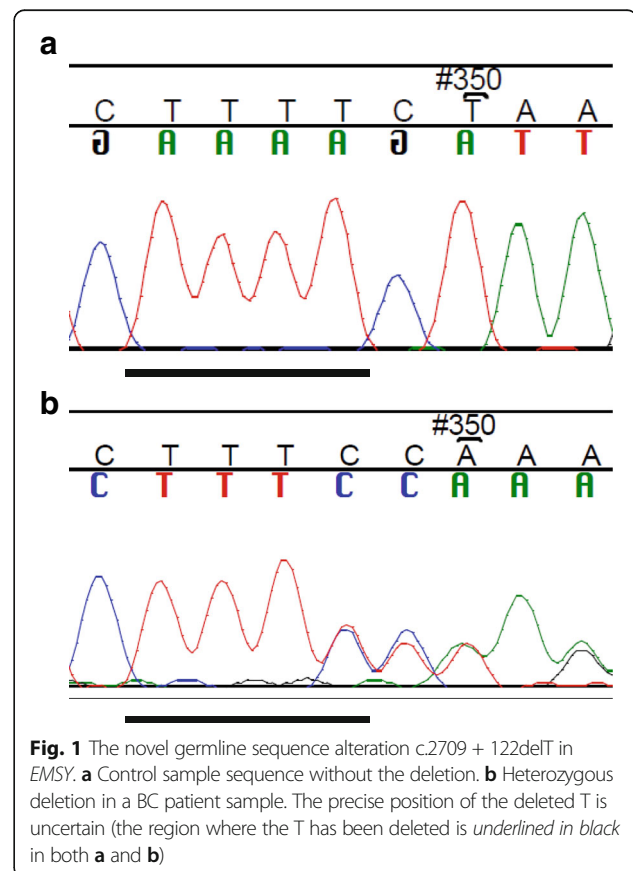 a
#350
C T T T T C T A A
G A A A A G A T T
b
#350
C T T T C C A A A
C T T T C C A A A
Fig. 1 The novel germline sequence alteration c.2709 + 122delT in
EMSY. a Control sample sequence without the deletion. b Heterozygous
deletion in a BC patient sample. The precise position of the deleted T is
uncertain (the region where the T has been deleted is underlined in black
in both a and b)